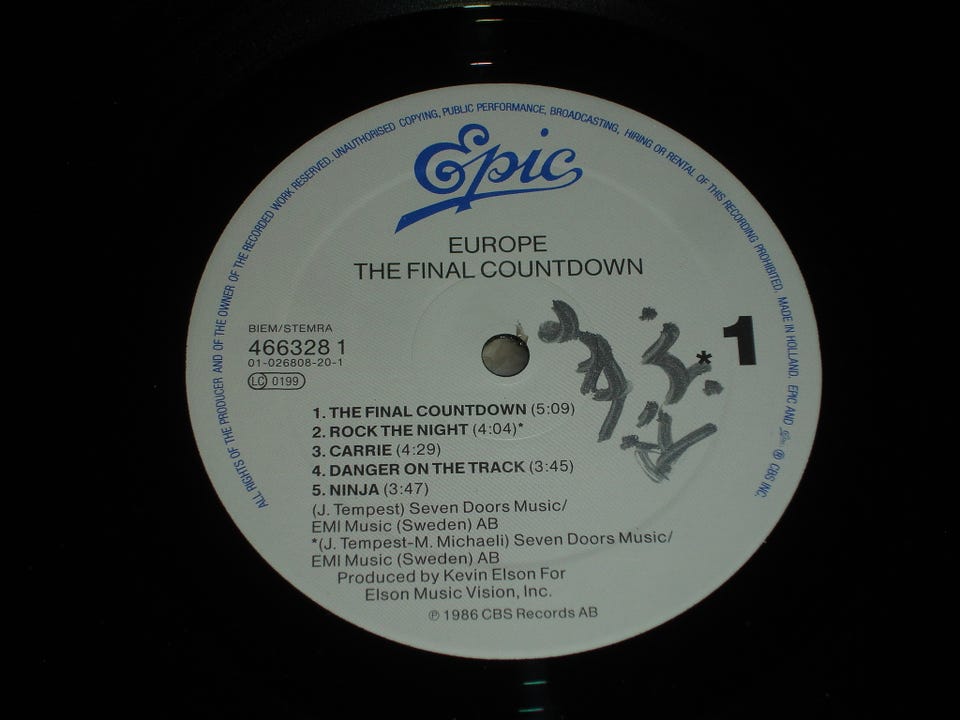 ALL RIGHTS OF THE PRODUCER AND OF THE OWNER OF THE RECORDED WORK RESERVED. UNAUTHORISED COPYING, PUBLIC PERFORMANCE, BROADCASTING, HIRING OR RENTAL OF THIS RECORDING PROHIBITED. MADE IN HOLLAND. EPIC AND Epic ® CBS INC.
Epic
EUROPE
THE FINAL COUNTDOWN
BIEM/STEMRA
466328 1
01-026808-20-1
LC 0199
* 1
1. THE FINAL COUNTDOWN (5:09)
2. ROCK THE NIGHT (4:04)*
3. CARRIE (4:29)
4. DANGER ON THE TRACK (3:45)
5. NINJA (3:47)
(J. Tempest) Seven Doors Music/
EMI Music (Sweden) AB
*(J. Tempest-M. Michaeli) Seven Doors Music/
EMI Music (Sweden) AB
Produced by Kevin Elson For
Elson Music Vision, Inc.
℗ 1986 CBS Records AB